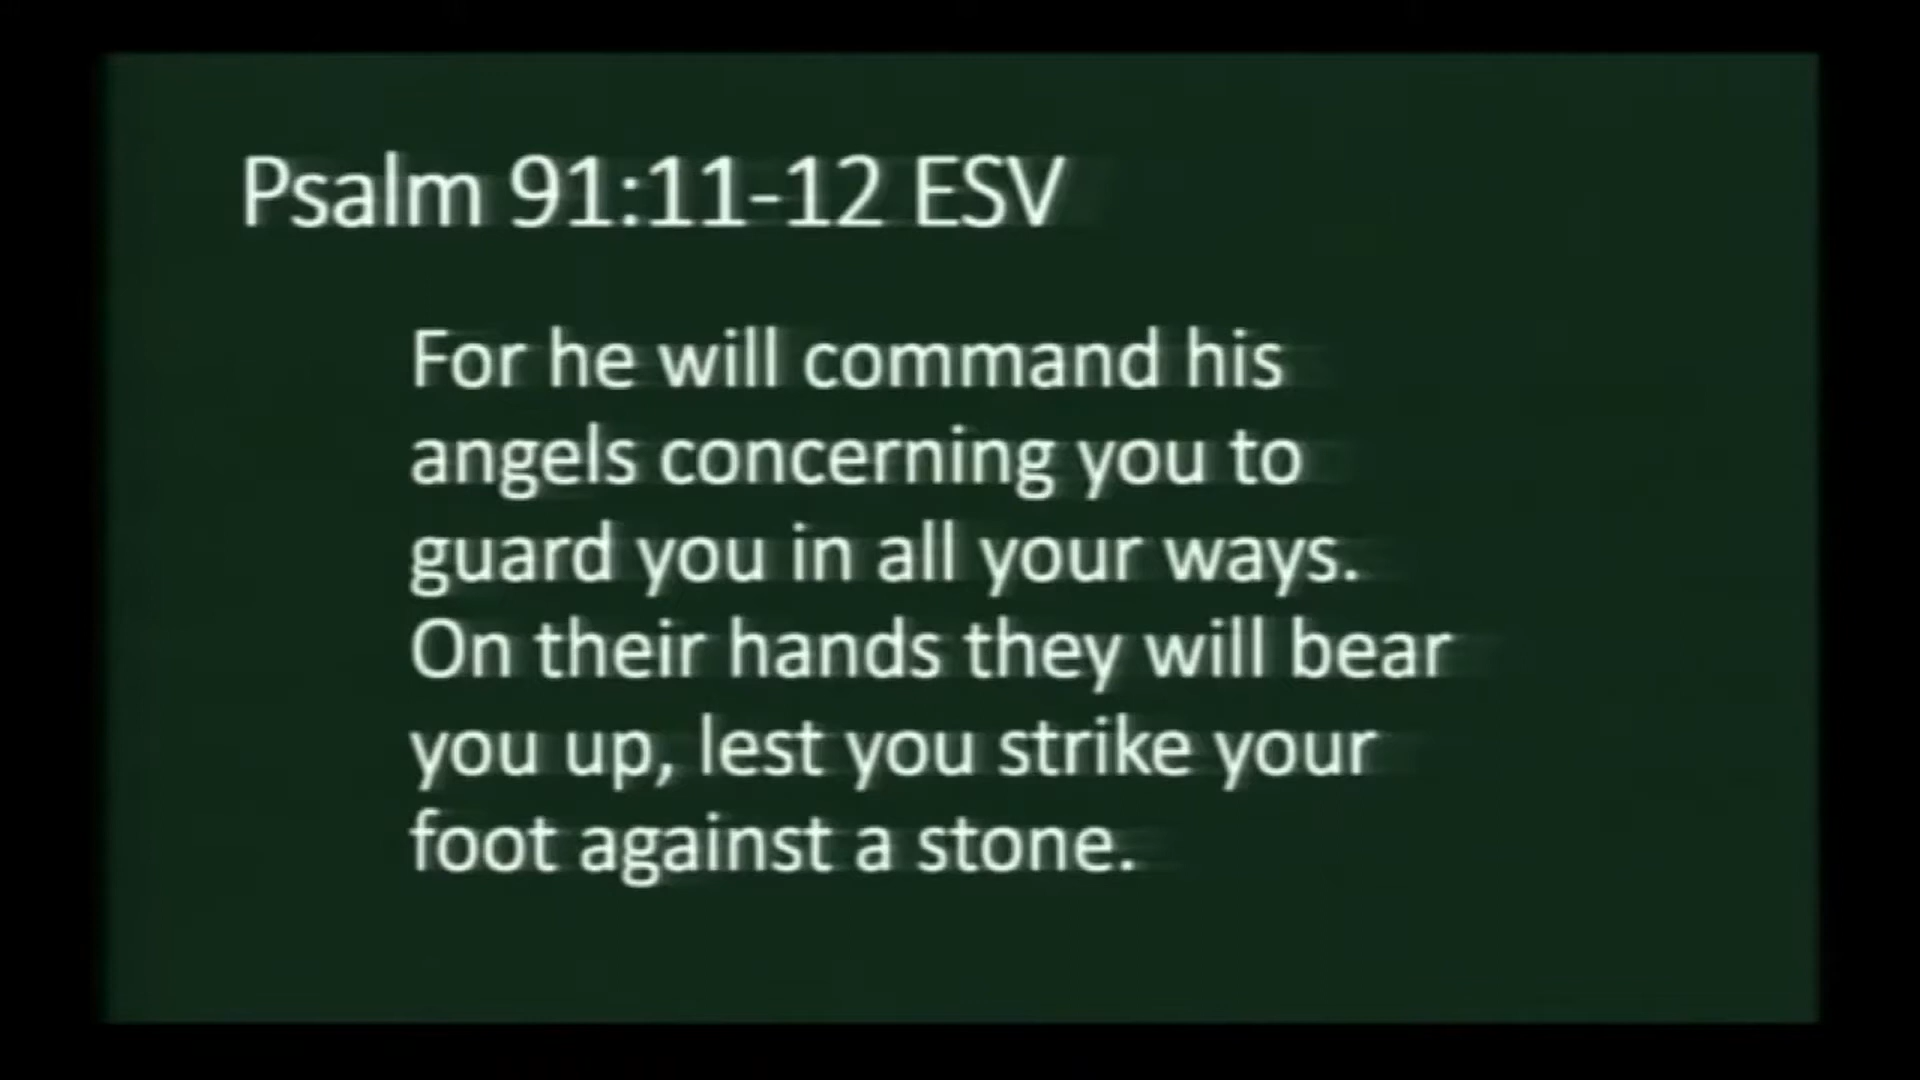 Psalm 91:11-12 ESV
For he will command his
angels concerning you to
guard you in all your ways.
On their hands they will bear
you up, lest you strike your
foot against a stone.